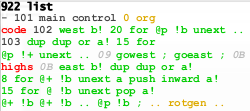 922 list
- 101 main control 0 org
code 102 west b! 20 for @p !b unext ..
103 dup dup or a! 15 for
@p !+ unext .. 09 gowest ; goeast ; 0B
highs 0B east b! dup dup or a!
8 for @+ !b unext a push inward a!
15 for @ !b unext pop a!
@+ !b @+ !b .. @p !b ; .. rotgen ..